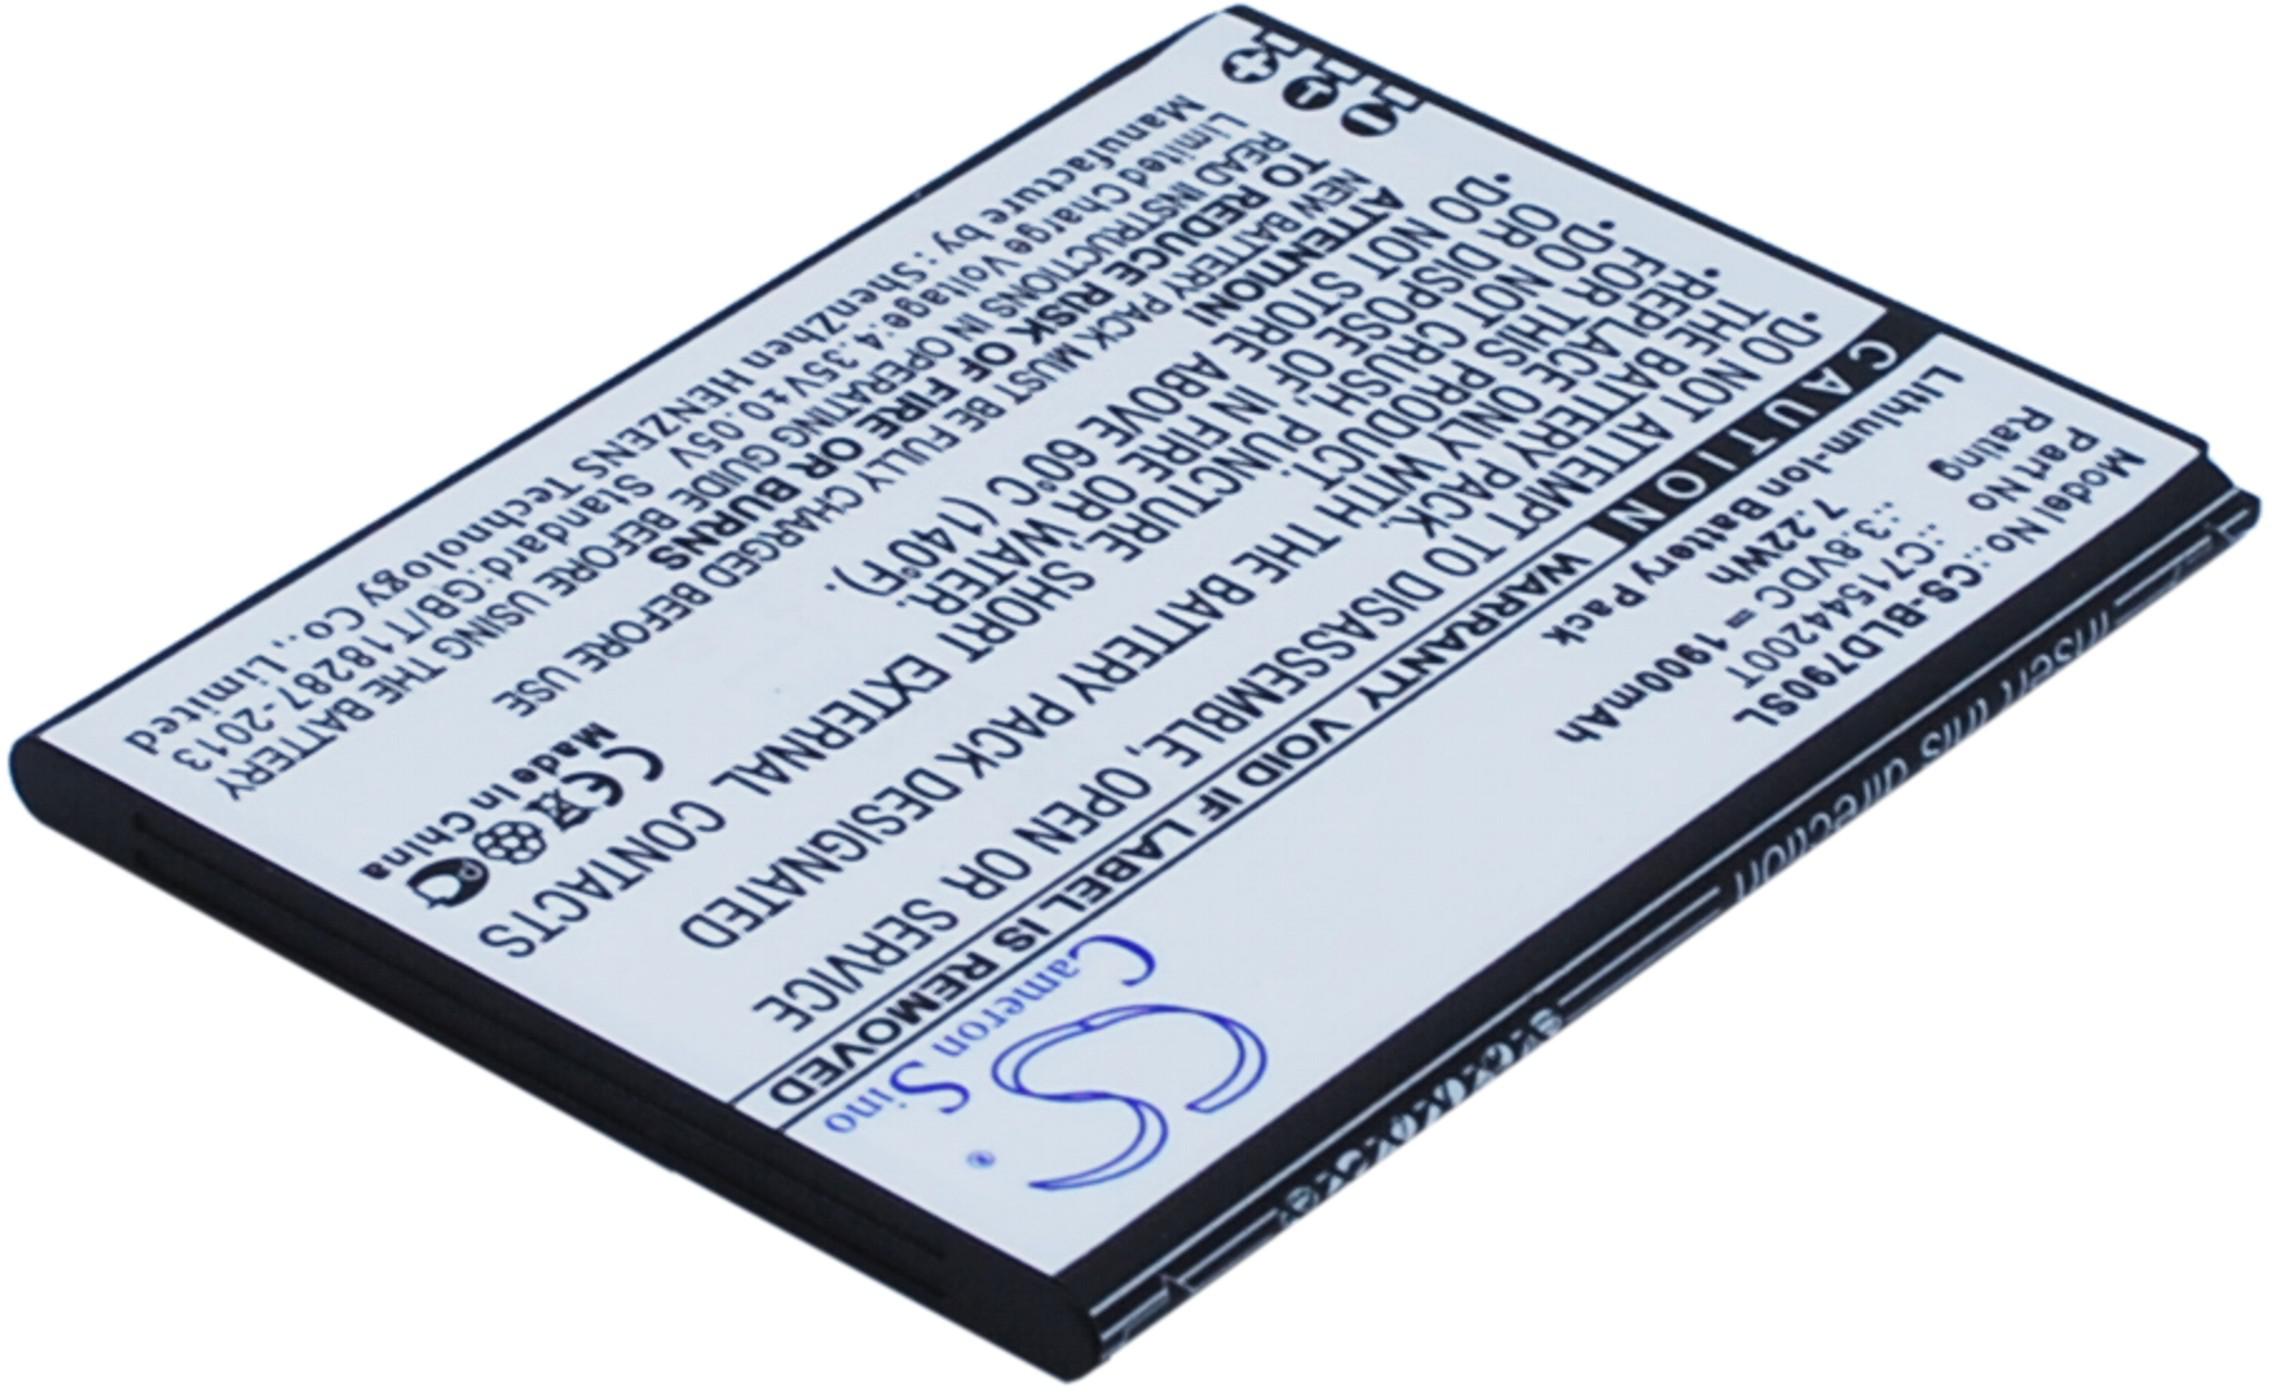 Model No.:CS-BLD790SL
Part No :C715442200T
Rating :3.8VDC = 1900mAh
7.22Wh
Lithium-Ion Battery Pack
Cameron Sino
CS ®
CAUTION WARRANTY VOID IF LABEL IS REMOVED
•DO NOT ATTEMPT TO DISASSEMBLE, OPEN OR SERVICE
THE BATTERY PACK.
•REPLACE ONLY WITH THE BATTERY PACK DESIGNATED
FOR THIS PRODUCT.
•DO NOT CRUSH, PUNCTURE, SHORT EXTERNAL CONTACTS
OR DISPOSE OF IN FIRE OR WATER.
•DO NOT STORE ABOVE 60°C (140°F).
ATTENTION!
NEW BATTERY PACK MUST BE FULLY CHARGED BEFORE USE
TO REDUCE RISK OF FIRE OR BURNS
READ INSTRUCTIONS IN OPERATING GUIDE BEFORE USING THE BATTERY
Limited Charge Voltage:4.35V±0.05V Standard:GB/T18287-2013
Manufacture by :ShenZhen HENZENS Technology Co., Limited
CE
Made in China
+ T -
Insert this direction